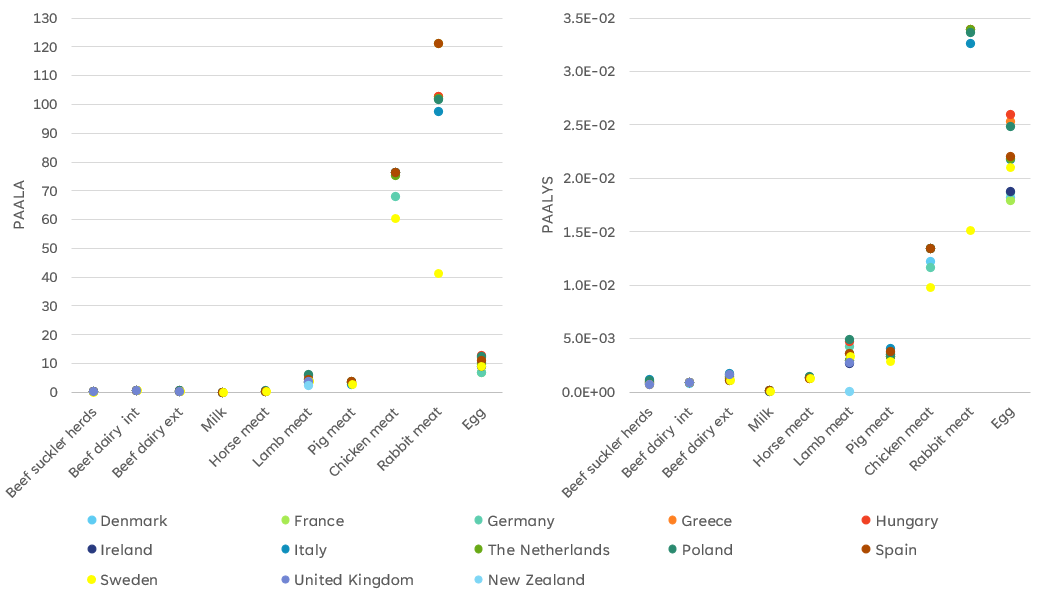 130
120
110
100
90
80
70
60
50
40
30
20
10
0
PAALA
Beef suckler herds
Beef dairy int
Beef dairy ext
Milk
Horse meat
Lamb meat
Pig meat
Chicken meat
Rabbit meat
Egg
3.5E-02
3.0E-02
2.5E-02
2.0E-02
1.5E-02
1.0E-02
5.0E-03
0.0E+00
PAALYS
Beef suckler herds
Beef dairy int
Beef dairy ext
Milk
Horse meat
Lamb meat
Pig meat
Chicken meat
Rabbit meat
Egg
Denmark France Germany Greece Hungary
Ireland Italy The Netherlands Poland Spain
Sweden United Kingdom New Zealand